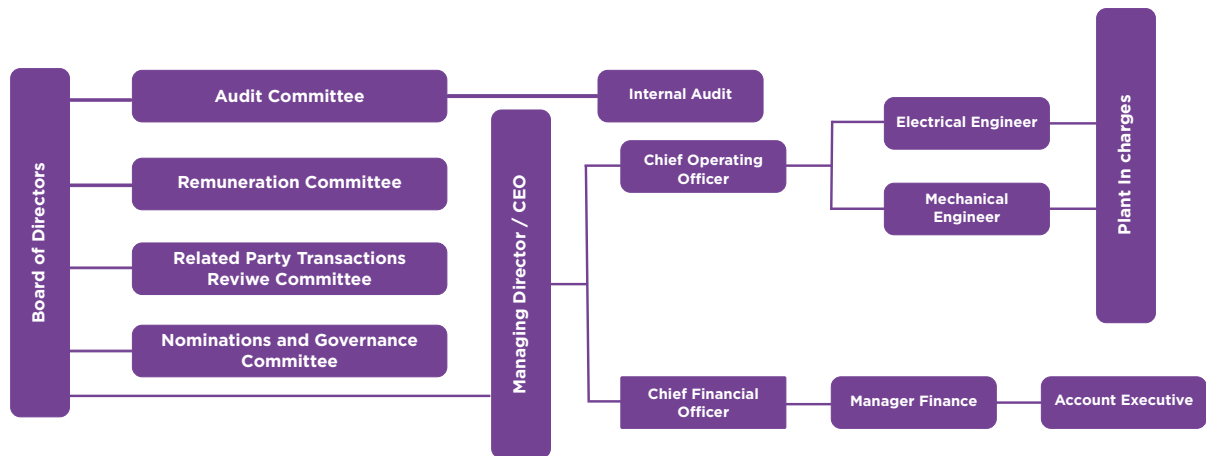 Board of Directors
Audit Committee
Internal Audit
Remuneration Committee
Related Party Transactions
Reviwe Committee
Nominations and Governance
Committee
Managing Director / CEO
Chief Operating
Officer
Electrical Engineer
Mechanical
Engineer
Plant In charges
Chief Financial
Officer
Manager Finance
Account Executive